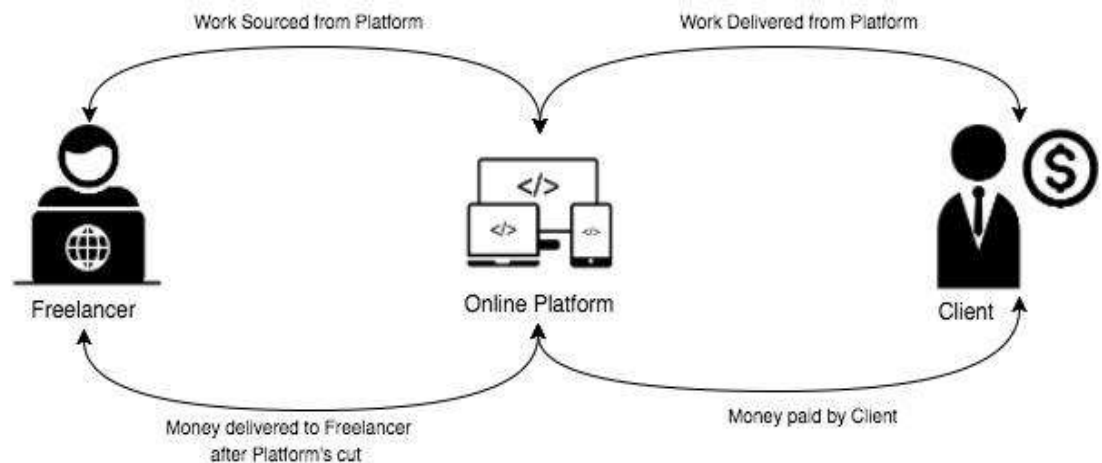 Work Sourced from Platform
Work Delivered from Platform
</>
</>
</>
$
Freelancer
Online Platform
Client
Money delivered to Freelancer
after Platform's cut
Money paid by Client